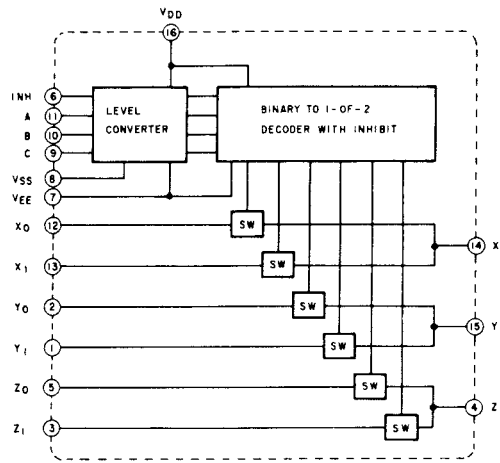 VDD
16
INH 6
A 11
B 10
C 9
VSS 8
VEE 7
LEVEL
CONVERTER
BINARY TO 1-OF-2
DECODER WITH INHIBIT
X0 12
SW
14 X
X1 13
SW
Y0 2
SW
15 Y
Y1 1
SW
Z0 5
SW
4 Z
Z1 3
SW